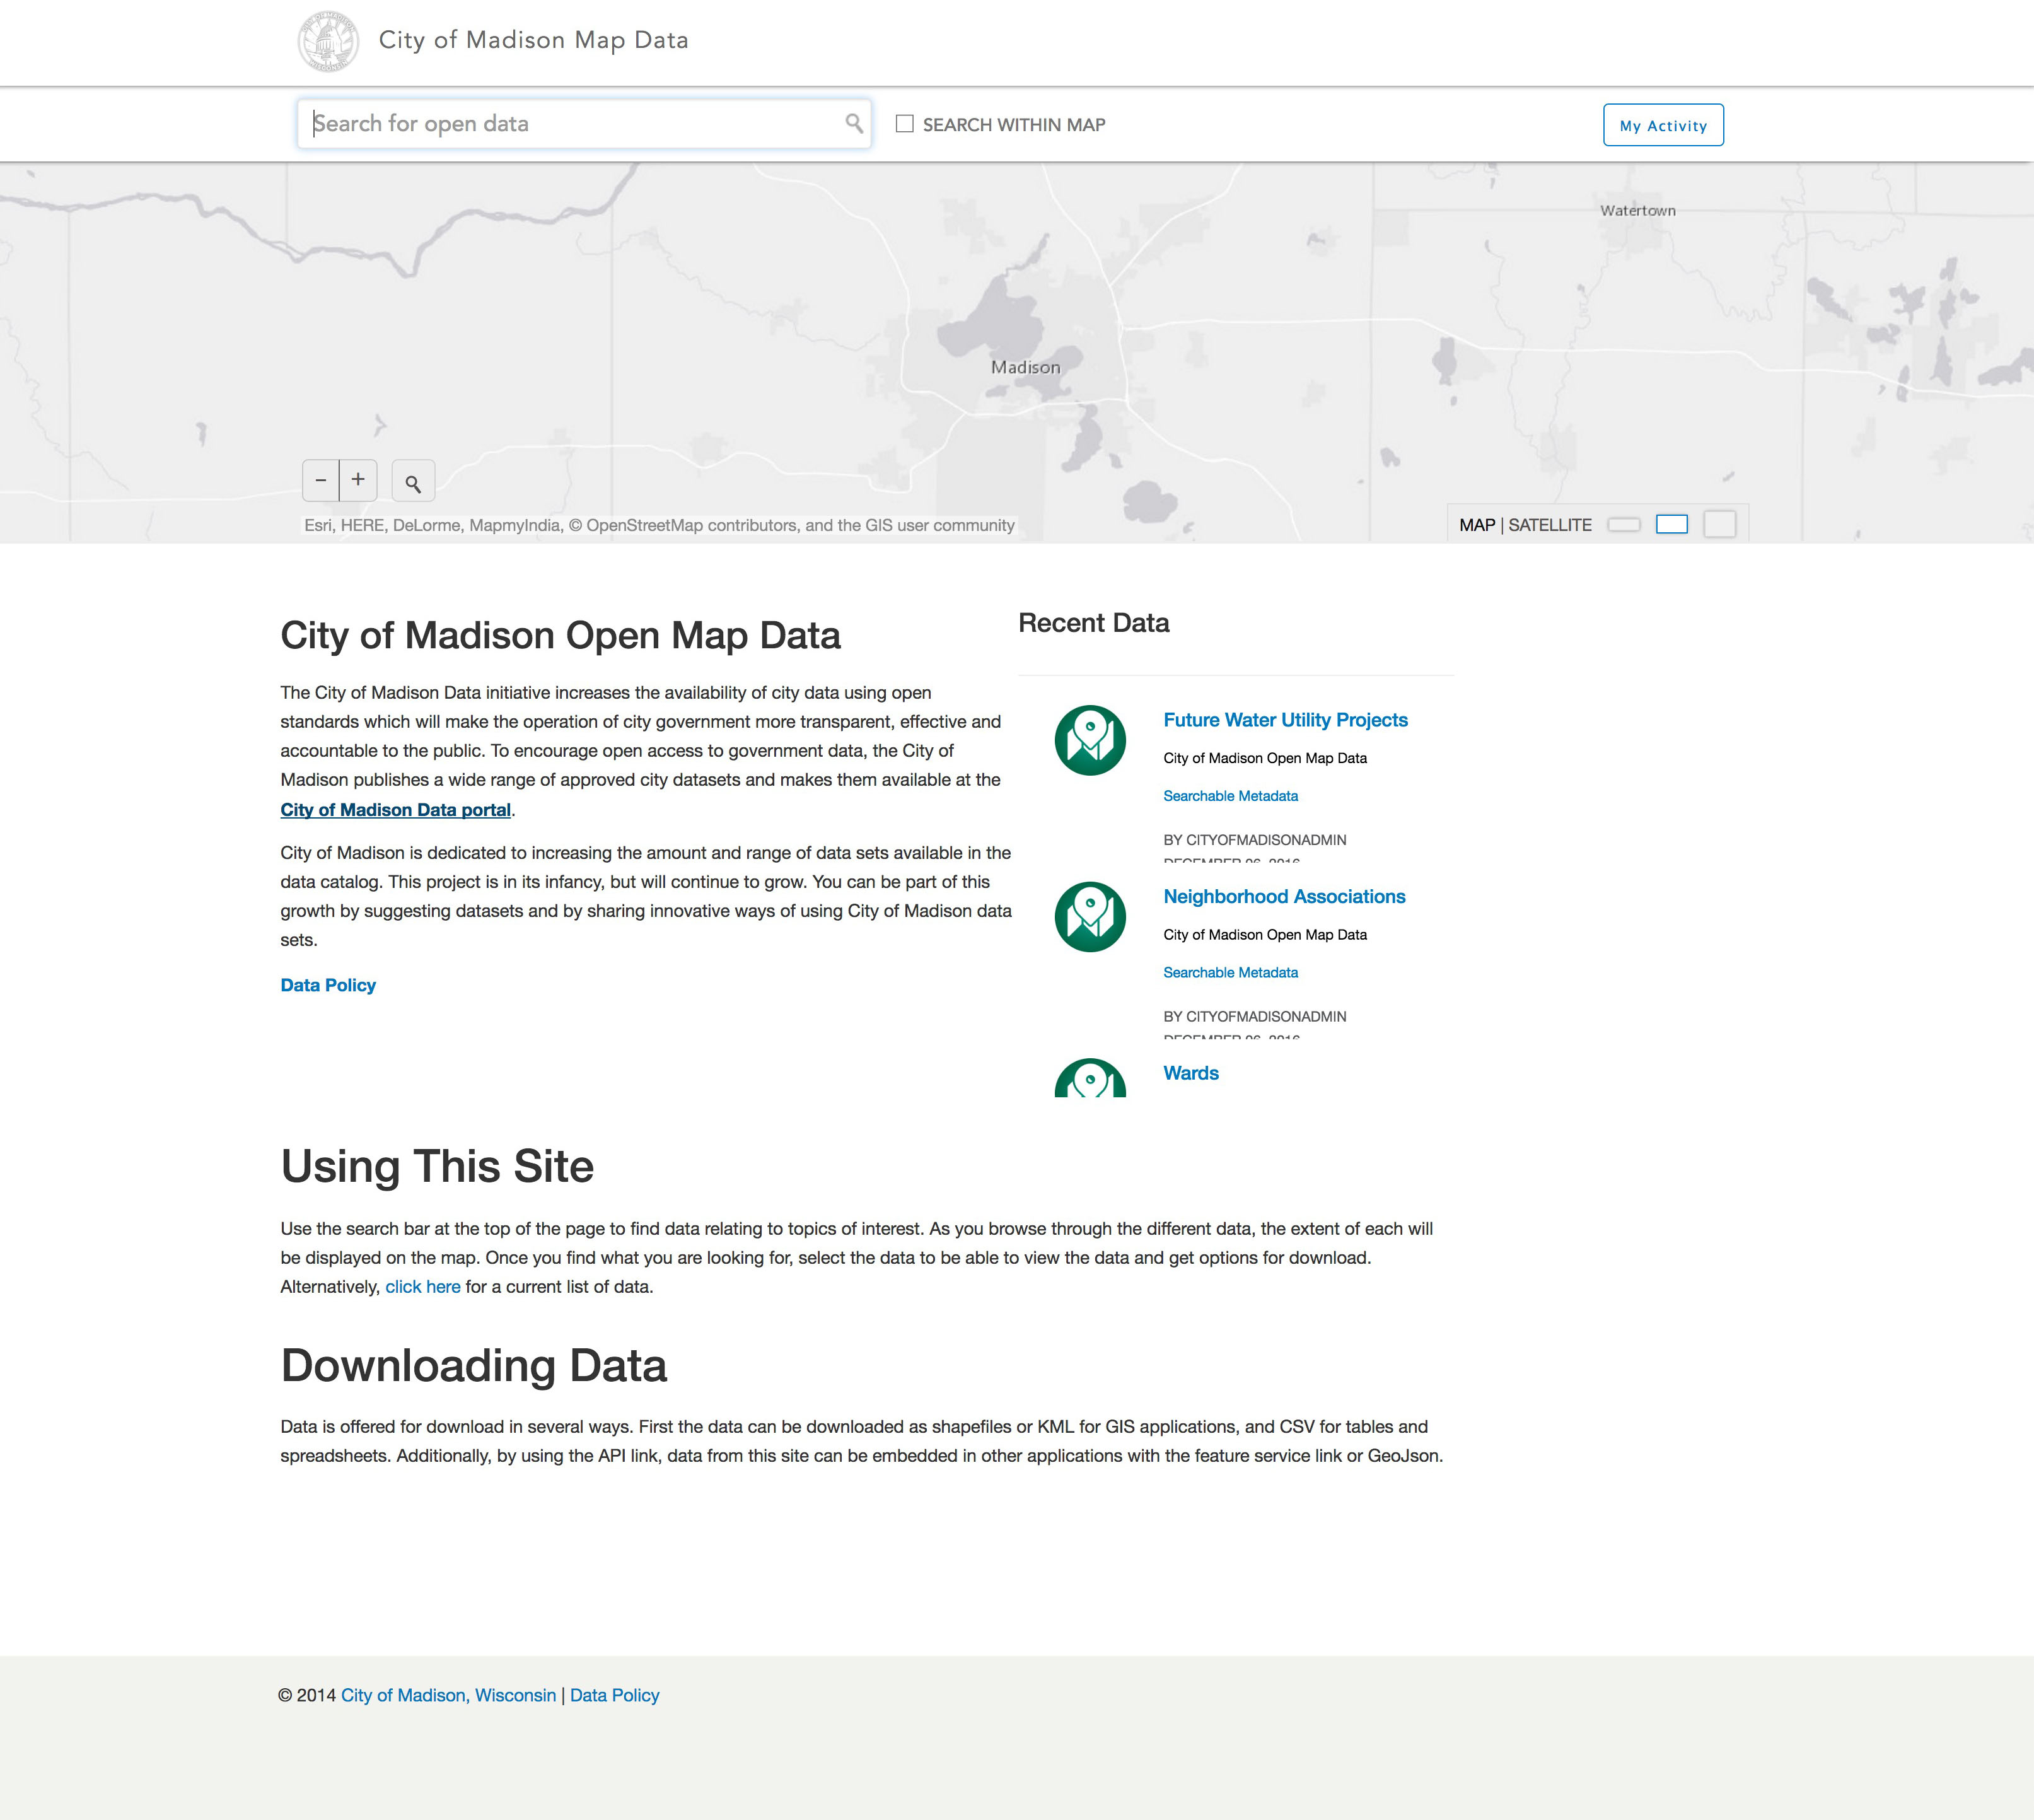 City of Madison Map Data
Search for open data
SEARCH WITHIN MAP
My Activity
Watertown
Madison
− +
Esri, HERE, DeLorme, MapmyIndia, © OpenStreetMap contributors, and the GIS user community
MAP | SATELLITE
City of Madison Open Map Data
The City of Madison Data initiative increases the availability of city data using open
standards which will make the operation of city government more transparent, effective and
accountable to the public. To encourage open access to government data, the City of
Madison publishes a wide range of approved city datasets and makes them available at the
City of Madison Data portal.
City of Madison is dedicated to increasing the amount and range of data sets available in the
data catalog. This project is in its infancy, but will continue to grow. You can be part of this
growth by suggesting datasets and by sharing innovative ways of using City of Madison data
sets.
Data Policy
Recent Data
Future Water Utility Projects
City of Madison Open Map Data
Searchable Metadata
BY CITYOFMADISONADMIN
DECEMBER 06, 2016
Neighborhood Associations
City of Madison Open Map Data
Searchable Metadata
BY CITYOFMADISONADMIN
DECEMBER 06, 2016
Wards
Using This Site
Use the search bar at the top of the page to find data relating to topics of interest. As you browse through the different data, the extent of each will
be displayed on the map. Once you find what you are looking for, select the data to be able to view the data and get options for download.
Alternatively, click here for a current list of data.
Downloading Data
Data is offered for download in several ways. First the data can be downloaded as shapefiles or KML for GIS applications, and CSV for tables and
spreadsheets. Additionally, by using the API link, data from this site can be embedded in other applications with the feature service link or GeoJson.
© 2014 City of Madison, Wisconsin | Data Policy